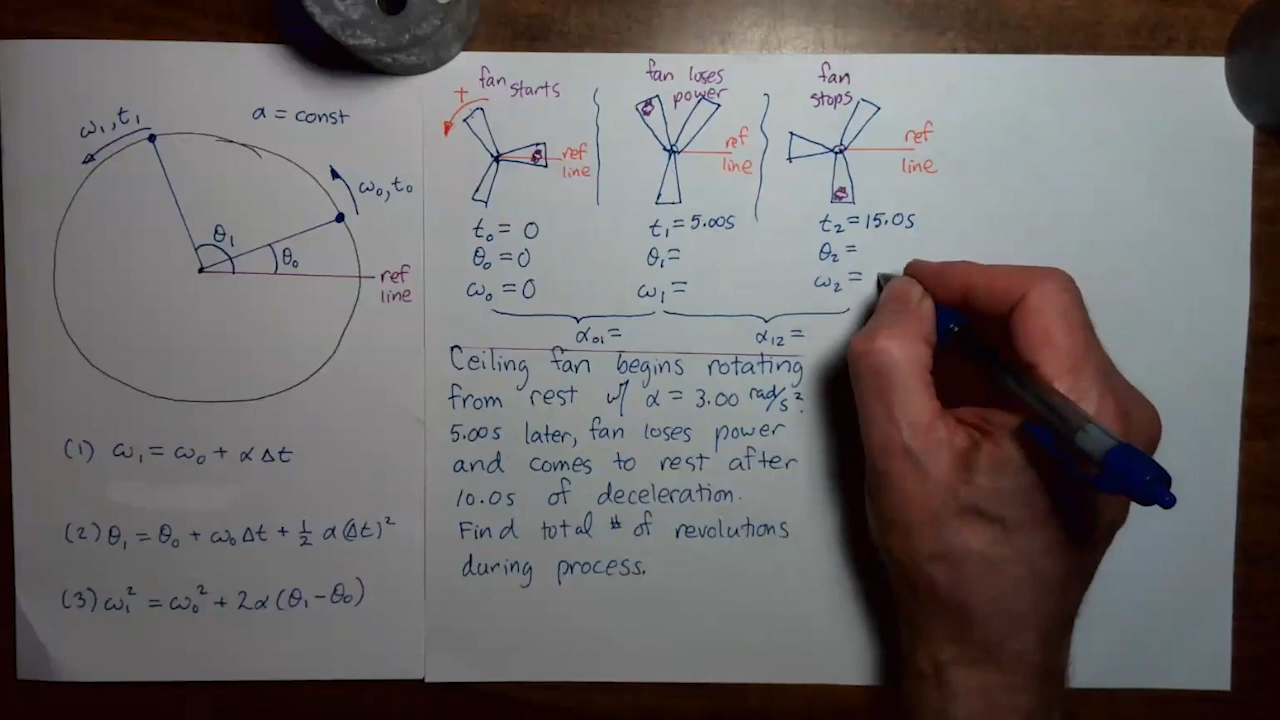 α = const
ω₁, t₁
ω₀, t₀
θ₁
θ₀
ref
line
(1) ω₁ = ω₀ + αΔt
(2) θ₁ = θ₀ + ω₀Δt + ½ α(Δt)²
(3) ω₁² = ω₀² + 2α(θ₁ - θ₀)
fan starts
+
ref
line
t₀ = 0
θ₀ = 0
ω₀ = 0
fan loses
power
ref
line
t₁ = 5.00s
θ₁ =
ω₁ =
fan
stops
ref
line
t₂ = 15.0s
θ₂ =
ω₂ =
α₀₁ =
α₁₂ =
Ceiling fan begins rotating
from rest w/ α = 3.00 rad/s².
5.00s later, fan loses power
and comes to rest after
10.0s of deceleration.
Find total # of revolutions
during process.